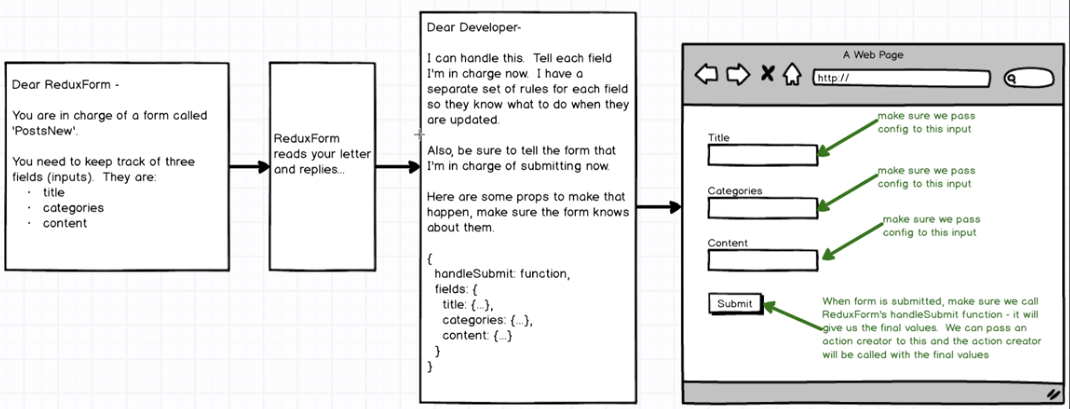 Dear ReduxForm -
You are in charge of a form called
'PostsNew'.
You need to keep track of three
fields (inputs). They are:
· title
· categories
· content
ReduxForm
reads your letter
and replies...
Dear Developer-
I can handle this. Tell each field
I'm in charge now. I have a
separate set of rules for each field
so they know what to do when they
are updated.
Also, be sure to tell the form that
I'm in charge of submitting now.
Here are some props to make that
happen, make sure the form knows
about them.
{
handleSubmit: function,
fields: {
title: {...},
categories: {...},
content: {...}
}
}
A Web Page
http://
make sure we pass
config to this input
Title
make sure we pass
config to this input
Categories
make sure we pass
config to this input
Content
Submit
When form is submitted, make sure we call
ReduxForm's handleSubmit function - it will
give us the final values. We can pass an
action creator to this and the action creator
will be called with the final values